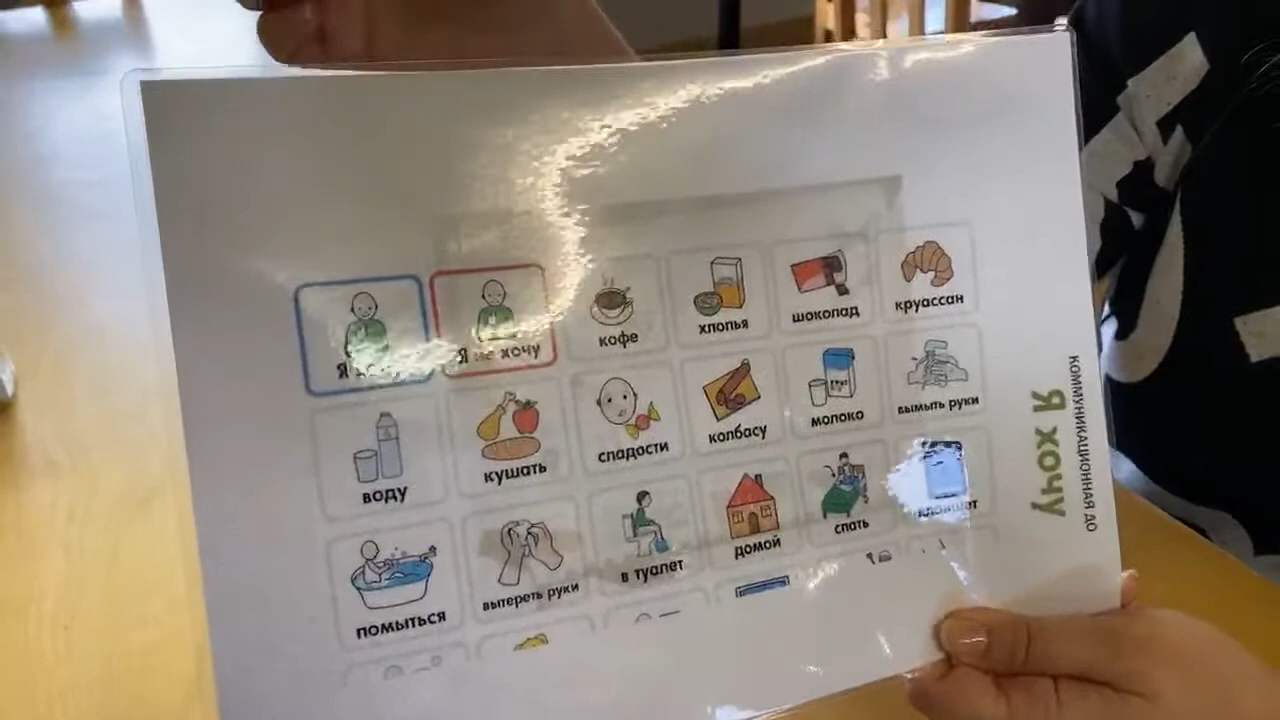 Я не хочу
кофе
хлопья
шоколад
круассан
воду
кушать
сладости
колбасу
молоко
вымыть руки
помыться
вытереть руки
в туалет
домой
спать
планшет
Я хочу
КОММУНИКАЦИОННАЯ ДО